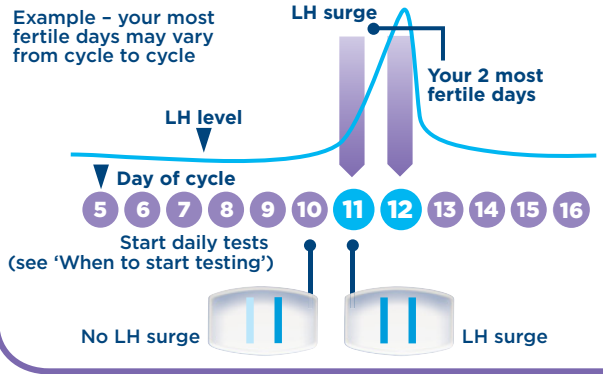 Example – your most
fertile days may vary
from cycle to cycle
LH surge
Your 2 most
fertile days
LH level
Day of cycle
5 6 7 8 9 10 11 12 13 14 15 16
Start daily tests
(see ‘When to start testing’)
No LH surge
LH surge